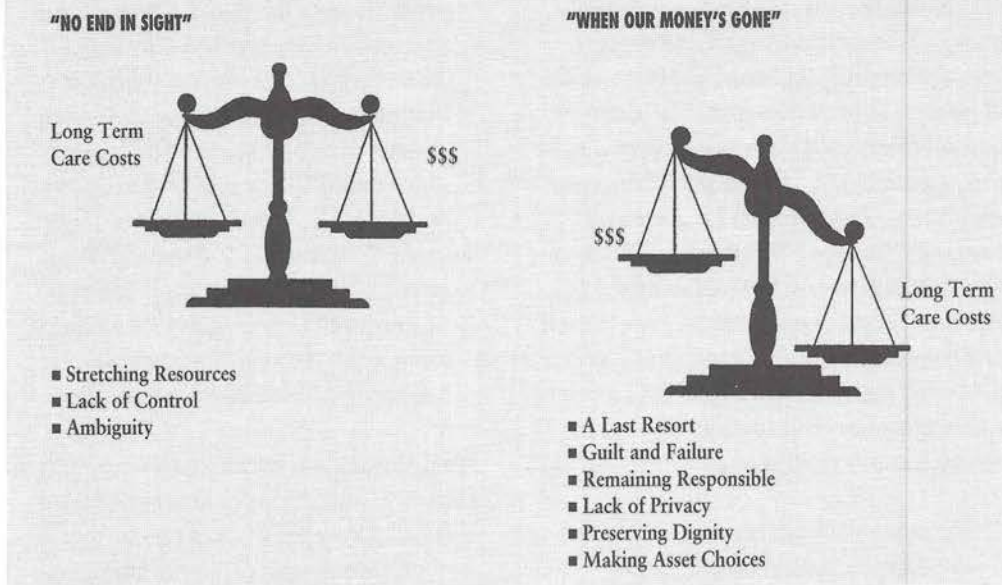 "NO END IN SIGHT"
Long Term
Care Costs
$$$
■ Stretching Resources
■ Lack of Control
■ Ambiguity
"WHEN OUR MONEY'S GONE"
$$$
Long Term
Care Costs
■ A Last Resort
■ Guilt and Failure
■ Remaining Responsible
■ Lack of Privacy
■ Preserving Dignity
■ Making Asset Choices